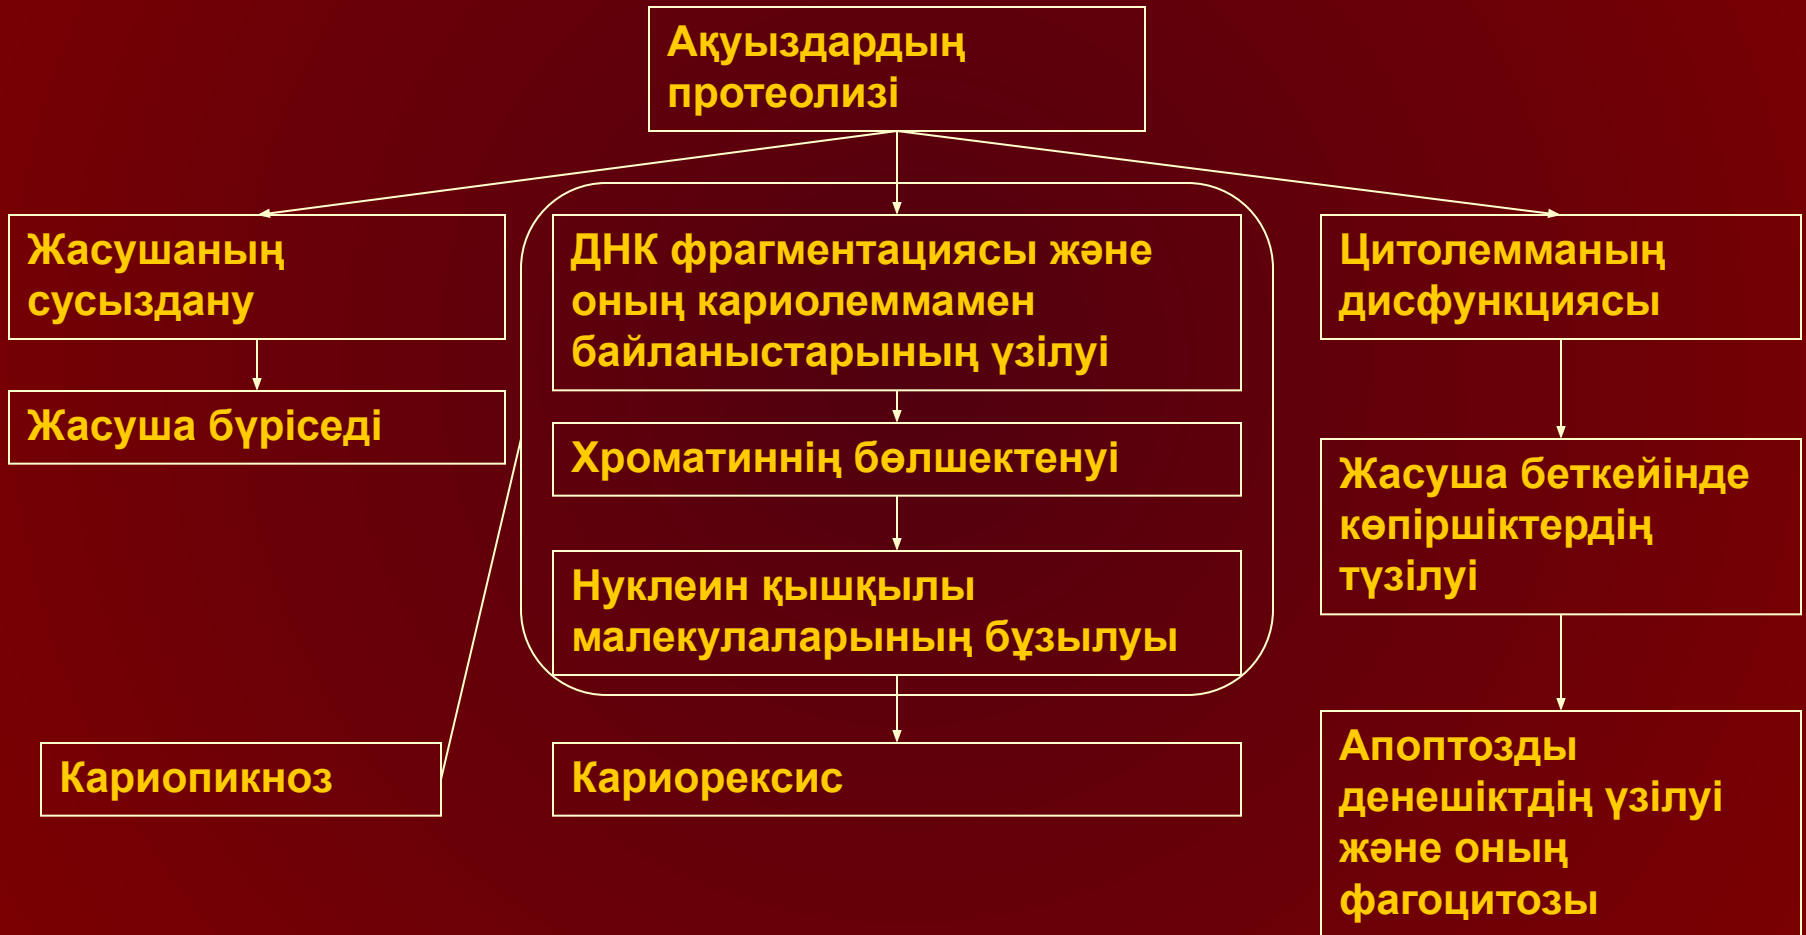 Ақуыздардың
протеолизі
Жасушаның
сусыздану
Жасуша бүріседі
ДНК фрагментациясы және
оның кариолеммамен
байланыстарының үзілуі
Хроматиннің бөлшектенуі
Нуклеин қышқылы
малекулаларының бұзылуы
Кариопикноз
Кариорексис
Цитолемманың
дисфункциясы
Жасуша беткейінде
көпіршіктердің
түзілуі
Апоптозды
денешіктдің үзілуі
және оның
фагоцитозы